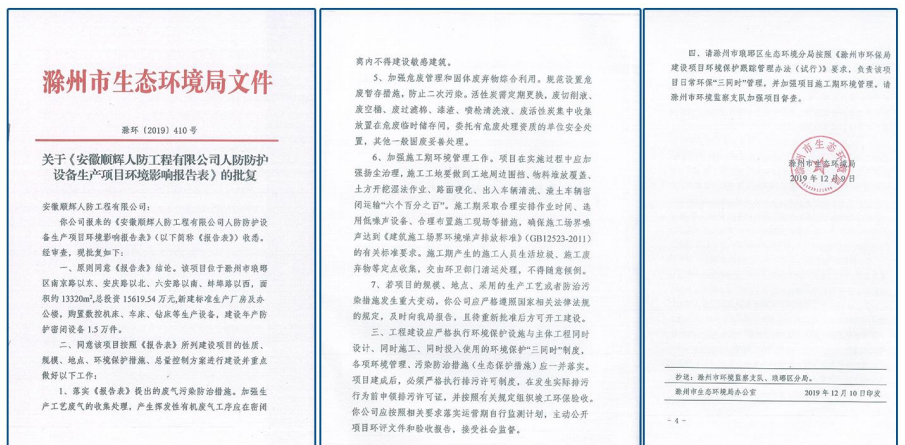 滁州市生态环境局文件
滁环〔2019〕410号
关于《安徽顺辉人防工程有限公司人防防护
设备生产项目环境影响报告表》的批复
安徽顺辉人防工程有限公司:
你公司报来的《安徽顺辉人防工程有限公司人防防护设
备生产项目环境影响报告表》(以下简称《报告表》)收悉。
经审查，现批复如下:
一、原则同意《报告表》结论。该项目位于滁州市琅琊
区南京路以东、安庆路以北、六安路以南、蚌埠路以西，面
积约13320m²,总投资15619.54万元,新建标准生产厂房及办
公楼，购置数控机床、车床、钻床等生产设备，建设年产防
护密闭设备1.5万件。
二、同意该项目按照《报告表》所列建设项目的性质、
规模、地点、环境保护措施、总量控制方案进行建设并重点
做好以下工作:
1、落实《报告表》提出的废气污染防治措施。加强生
产工艺废气的收集处理，产生挥发性有机废气工序应在密闭
离内不得建设敏感建筑。
5、加强危废管理和固体废弃物综合利用。规范设置危
废暂存措施，防止二次污染。活性炭需定期更换，废切削液、
废空桶、废过滤棉、漆渣、喷枪清洗液、废活性炭集中收集
放置在危废临时储存间，委托有危废处理资质的单位安全处
置，其他一般固废妥善处理。
6、加强施工期环境管理工作。项目在实施过程中应加
强扬尘治理，施工工地要做到工地周边围挡、物料堆放覆盖、
土方开挖湿法作业、路面硬化、出入车辆清洗、渣土车辆密
闭运输“六个百分之百”。施工期采取合理安排作业时间、选
用低噪声设备、合理布置施工现场等措施，确保施工场界噪
声达到《建筑施工场界环境噪声排放标准》(GB12523-2011)
的有关标准要求。施工期产生的施工人员生活垃圾、施工废
弃物等定点收集，交由环卫部门清运处理，不得随意倾倒。
7、若项目的规模、地点、采用的生产工艺或者防治污
染措施发生重大变动，你公司应严格遵照国家相关法律法规
的规定，及时向我局报告，且待重新批准后方可开工建设。
三、工程建设应严格执行环境保护设施与主体工程同时
设计、同时施工、同时投入使用的环境保护“三同时”制度，
各项环境管理、污染防治措施(生态保护措施)应一并落实。
项目建成后，必须严格执行排污许可制度，在发生实际排污
行为前申领排污许可证，并按照有关规定组织竣工环保验收。
你公司应按照相关要求落实运营期自行监测计划，主动公开
项目环评文件和验收报告，接受社会监督。
四、请滁州市琅琊区生态环境分局按照《滁州市环保局
建设项目环境保护跟踪管理办法（试行）》要求，负责该项
目日常环保“三同时”管理，并加强项目施工期环境管理。请
滁州市环境监察支队加强项目督查。
滁州市生态环境局
2019年12月9日
抄送：滁州市环境监察支队、琅琊区分局。
滁州市环境局办公室 2019年12月10日印发
- 4 -